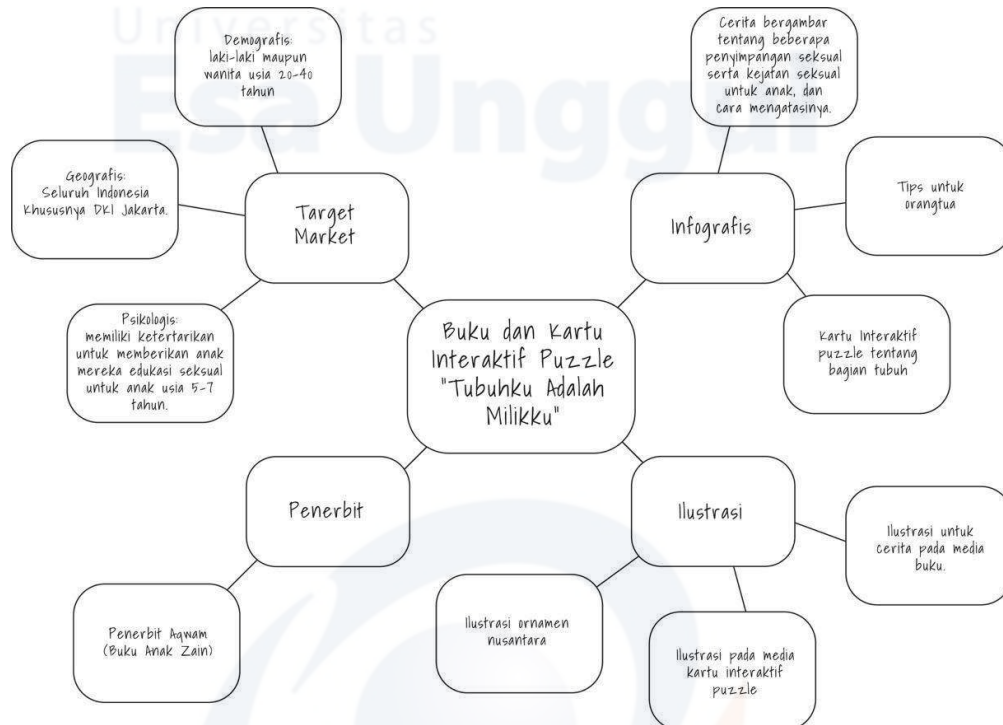 Universitas
Esa Unggul
Demografis:
laki-laki maupun
wanita usia 20-40
tahun
Cerita bergambar
tentang beberapa
penyimpangan seksual
serta kejatan seksual
untuk anak, dan
cara mengatasinya.
Geografis:
Seluruh Indonesia
Khususnya DKI Jakarta.
Target
Market
Infografis
Tips untuk
orangtua
Psikologis:
memiliki ketertarikan
untuk memberikan anak
mereka edukasi seksual
untuk anak usia 5-7
tahun.
Buku dan Kartu
Interaktif Puzzle
"Tubuhku Adalah
Milikku"
Kartu Interaktif
puzzle tentang
bagian tubuh
Penerbit
Ilustrasi
Ilustrasi untuk
cerita pada media
buku.
Penerbit Aqwam
(Buku Anak Zain)
Ilustrasi ornamen
nusantara
Ilustrasi pada media
kartu interaktif
puzzle